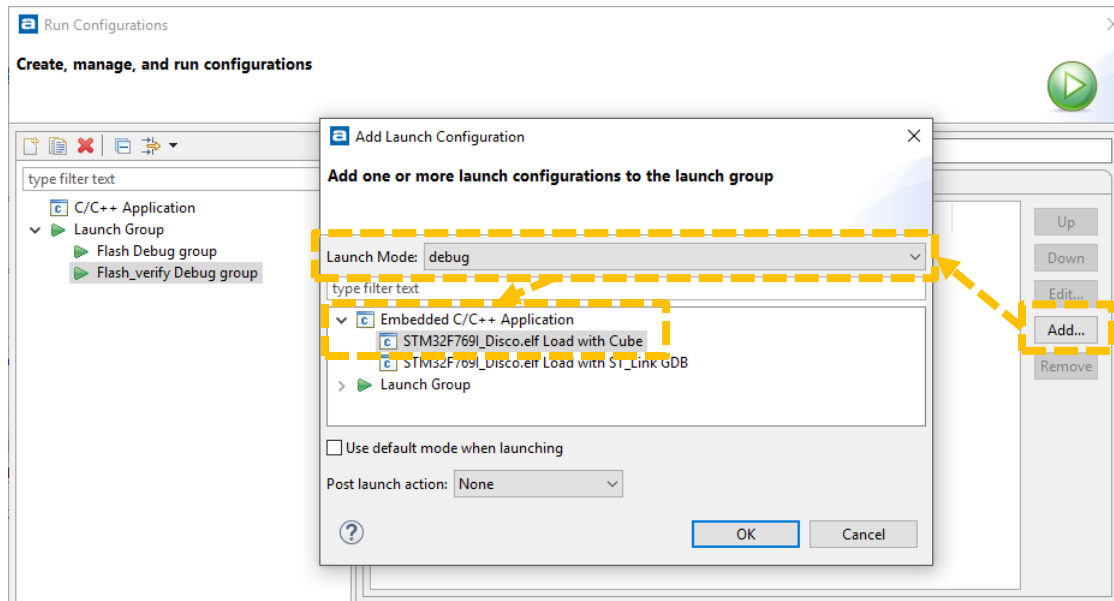 Run Configurations
Create, manage, and run configurations
type filter text
C/C++ Application
Launch Group
Flash Debug group
Flash_verify Debug group
Add Launch Configuration
Add one or more launch configurations to the launch group
Launch Mode: debug
type filter text
Embedded C/C++ Application
STM32F769I_Disco.elf Load with Cube
STM32F769I_Disco.elf Load with ST_Link GDB
Launch Group
Use default mode when launching
Post launch action: None
OK
Cancel
Up
Down
Edit...
Add...
Remove